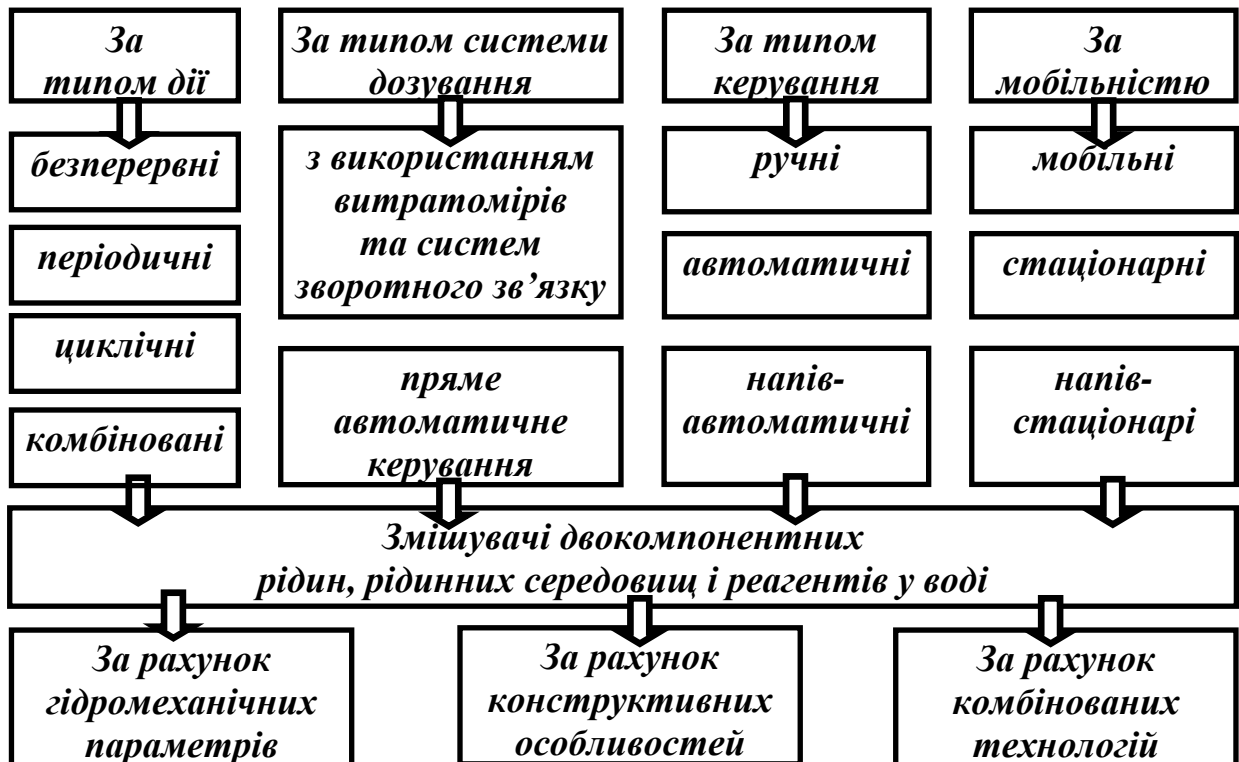 За
типом дії
За типом системи
дозування
За типом
керування
За
мобільністю
безперервні
періодичні
циклічні
комбіновані
з використанням
витратомірів
та систем
зворотного зв’язку
пряме
автоматичне
керування
ручні
автоматичні
напів-
автоматичні
мобільні
стаціонарні
напів-
стаціонарі
Змішувачі двокомпонентних
рідин, рідинних середовищ і реагентів у воді
За рахунок
гідромеханічних
параметрів
За рахунок
конструктивних
особливостей
За рахунок
комбінованих
технологій